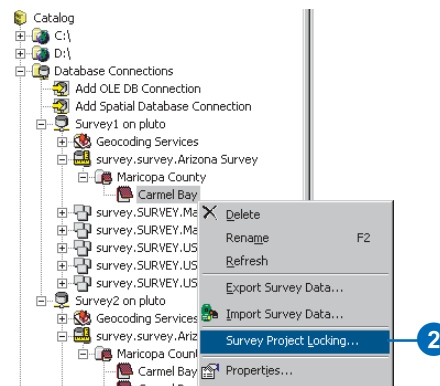 Catalog
C:\
D:\
Database Connections
Add OLE DB Connection
Add Spatial Database Connection
Survey1 on pluto
Geocoding Services
survey.survey.Arizona Survey
Maricopa County
Carmel Bay
survey.SURVEY.Ma
Delete
survey.SURVEY.Ma
Rename F2
survey.SURVEY.US
Refresh
survey.SURVEY.US
survey.SURVEY.US
Export Survey Data...
Survey2 on pluto
Geocoding Services
Import Survey Data...
survey.survey.Ariz
Survey Project Locking... 2
Maricopa Count
Carmel Bay
Properties...